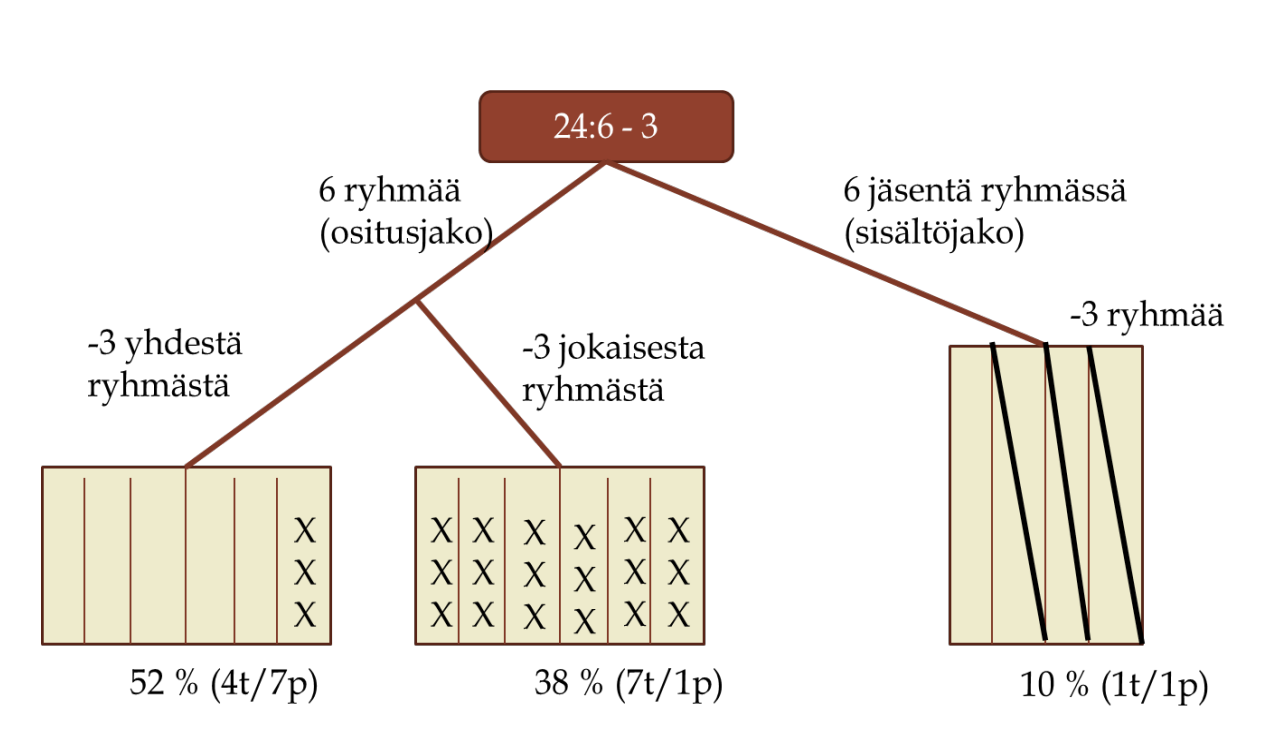 24:6 - 3
6 ryhmää
(ositusjako)
6 jäsentä ryhmässä
(sisältöjako)
-3 ryhmää
-3 yhdestä
ryhmästä
-3 jokaisesta
ryhmästä
X
X
X
X X X X X X
X X X X X X
X X X X X X
52 % (4t/7p)
38 % (7t/1p)
10 % (1t/1p)